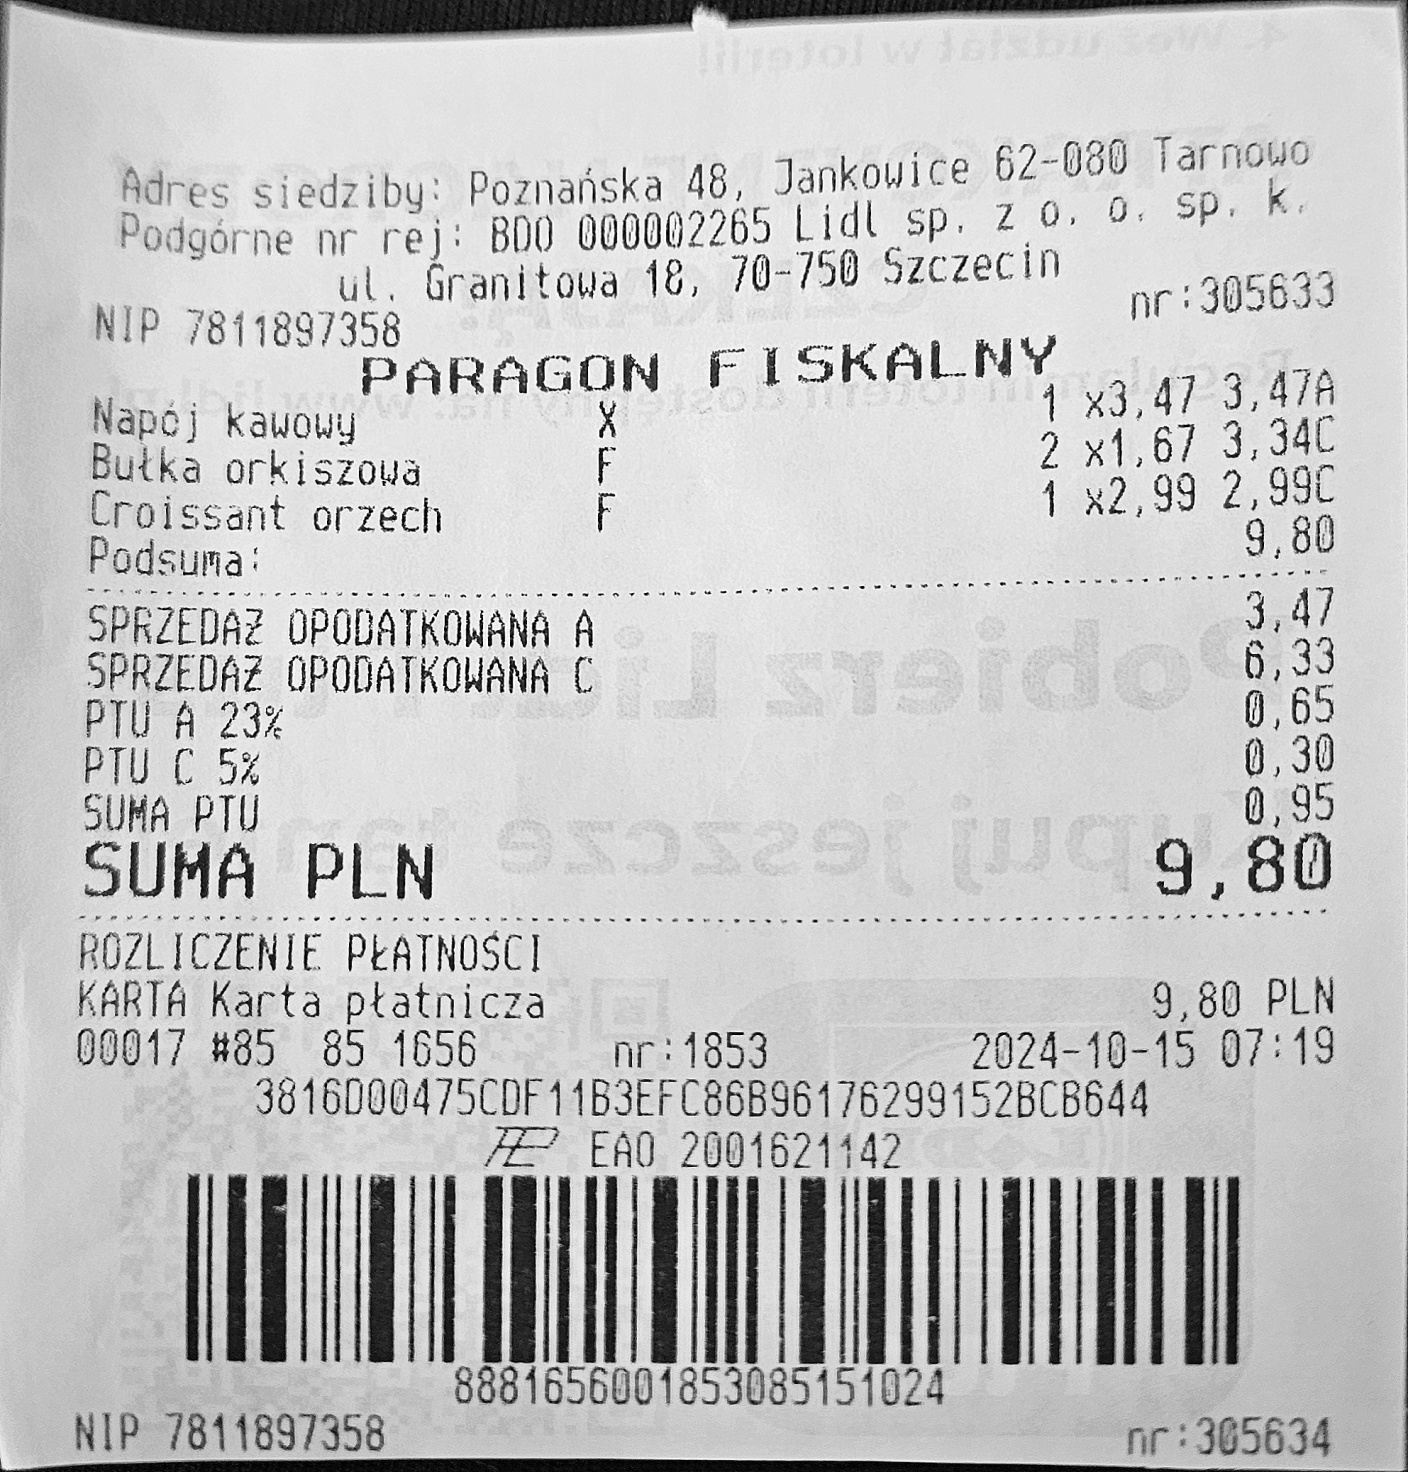 Adres siedziby: Poznańska 48, Jankowice 62-080 Tarnowo
Podgórne nr rej: BDO 000002265 Lidl sp. z o. o. sp. k.
ul. Granitowa 18, 70-750 Szczecin
NIP 7811897358 nr:305633
PARAGON FISKALNY
Napój kawowy X 1 x3,47 3,47A
Bułka orkiszowa F 2 x1,67 3,34C
Croissant orzech F 1 x2,99 2,99C
Podsuma: 9,80
SPRZEDAŻ OPODATKOWANA A 3,47
SPRZEDAŻ OPODATKOWANA C 6,33
PTU A 23% 0,65
PTU C 5% 0,30
SUMA PTU 0,95
SUMA PLN 9,80
ROZLICZENIE PŁATNOŚCI
KARTA Karta płatnicza 9,80 PLN
00017 #85 85 1656 nr:1853 2024-10-15 07:19
3816D00475CDF11B3EFC86B96176299152BCB644
EAO 2001621142
8881656001853085151024
NIP 7811897358 nr:305634